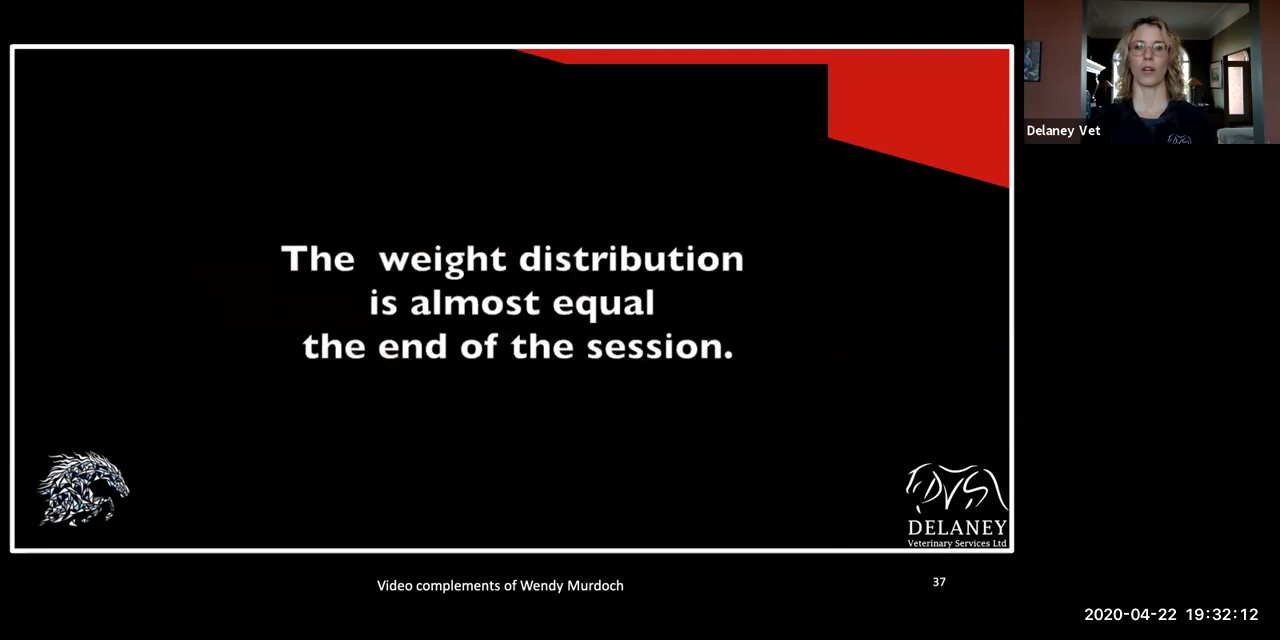 Delaney Vet
The weight distribution
is almost equal
the end of the session.
DVS
DELANEY
Veterinary Services Ltd
Video complements of Wendy Murdoch
37
2020-04-22 19:32:12